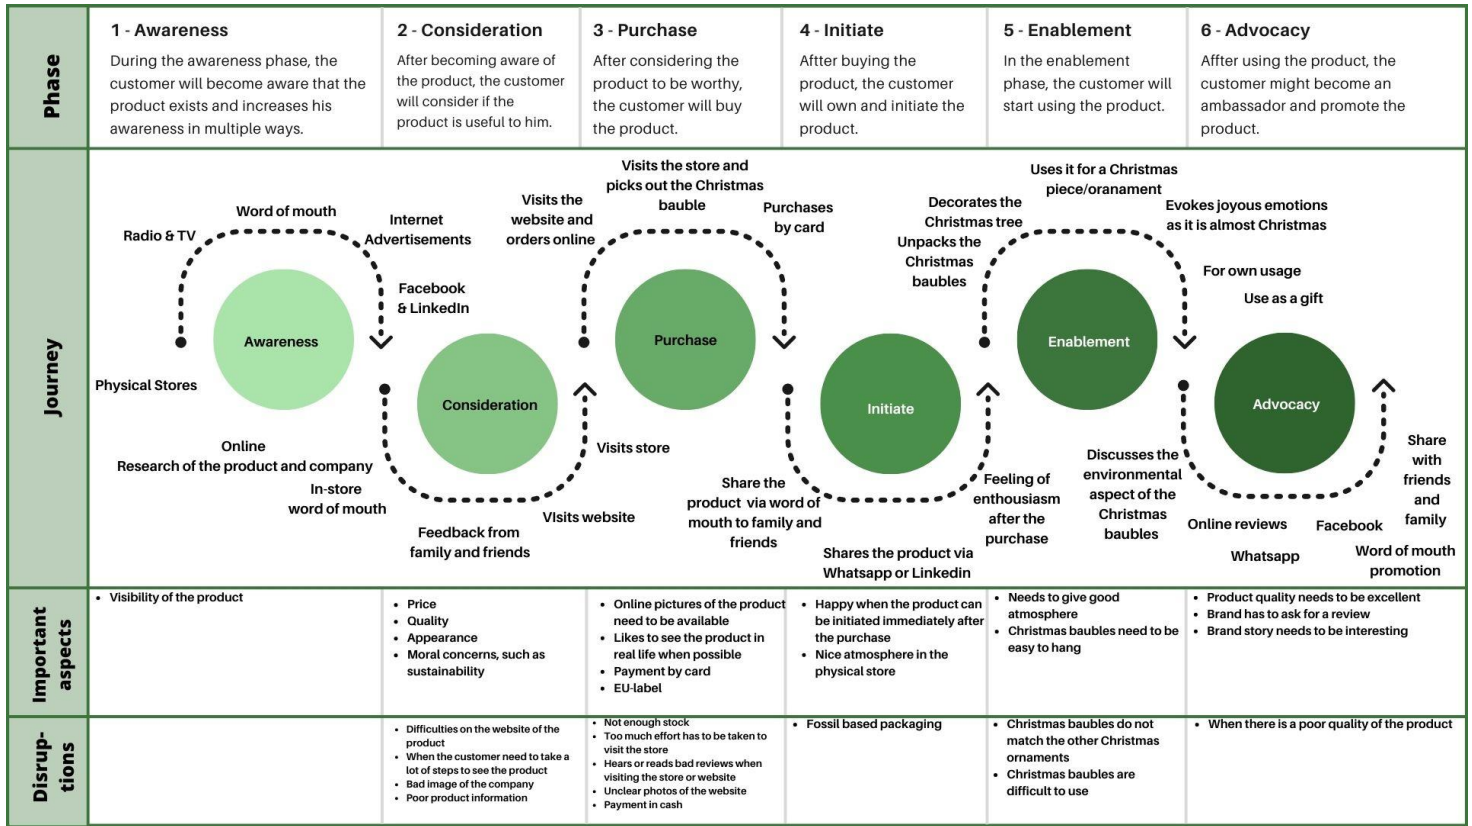 Phase
1 - Awareness
During the awareness phase, the
customer will become aware that the
product exists and increases his
awareness in multiple ways.
2 - Consideration
After becoming aware of
the product, the customer
will consider if the
product is useful to him.
3 - Purchase
After considering the
product to be worthy,
the customer will buy
the product.
4 - Initiate
Aftter buying the
product, the customer
will own and initiate the
product.
5 - Enablement
In the enablement
phase, the customer will
start using the product.
6 - Advocacy
Affter using the product, the
customer might become an
ambassador and promote the
product.
Journey
Physical Stores
Radio & TV
Word of mouth
Internet
Advertisements
Facebook
& LinkedIn
Awareness
Online
Research of the product and company
In-store
word of mouth
Feedback from
family and friends
VIsits website
Visits store
Consideration
Visits the
website and
orders online
Visits the store and
picks out the Christmas
bauble
Purchases
by card
Purchase
Share the
product via word of
mouth to family and
friends
Shares the product via
Whatsapp or Linkedin
Feeling of
enthousiasm
after the
purchase
Initiate
Unpacks the
Christmas
baubles
Decorates the
Christmas tree
Uses it for a Christmas
piece/oranament
Evokes joyous emotions
as it is almost Christmas
For own usage
Use as a gift
Enablement
Discusses the
environmental
aspect of the
Christmas
baubles
Online reviews
Whatsapp
Facebook
Word of mouth
promotion
Share
with
friends
and
family
Advocacy
Important
aspects
• Visibility of the product
• Price
• Quality
• Appearance
• Moral concerns, such as
sustainability
• Online pictures of the product
need to be available
• Likes to see the product in
real life when possible
• Payment by card
• EU-label
• Happy when the product can
be initiated immediately after
the purchase
• Nice atmosphere in the
physical store
• Needs to give good
atmosphere
• Christmas baubles need to be
easy to hang
• Product quality needs to be excellent
• Brand has to ask for a review
• Brand story needs to be interesting
Disrup-
tions
• Difficulties on the website of the
product
• When the customer need to take a
lot of steps to see the product
• Bad image of the company
• Poor product information
• Not enough stock
• Too much effort has to be taken to
visit the store
• Hears or reads bad reviews when
visiting the store or website
• Unclear photos of the website
• Payment in cash
• Fossil based packaging
• Christmas baubles do not
match the other Christmas
ornaments
• Christmas baubles are
difficult to use
• When there is a poor quality of the product